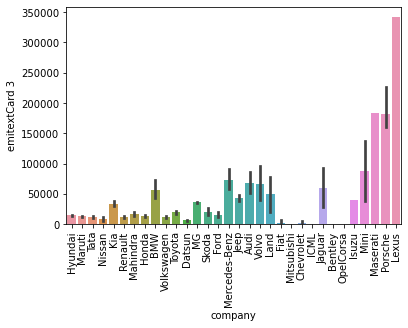 350000
300000
250000
200000
150000
100000
50000
0
emitextCard 3
Hyundai
Maruti
Tata
Nissan
Kia
Renault
Mahindra
Honda
BMW
Volkswagen
Toyota
Datsun
MG
Skoda
Ford
Mercedes-Benz
Jeep
Audi
Volvo
Land
Fiat
Mitsubishi
Chevrolet
ICML
Jaguar
Bentley
OpelCorsa
Isuzu
Mini
Maserati
Porsche
Lexus
company